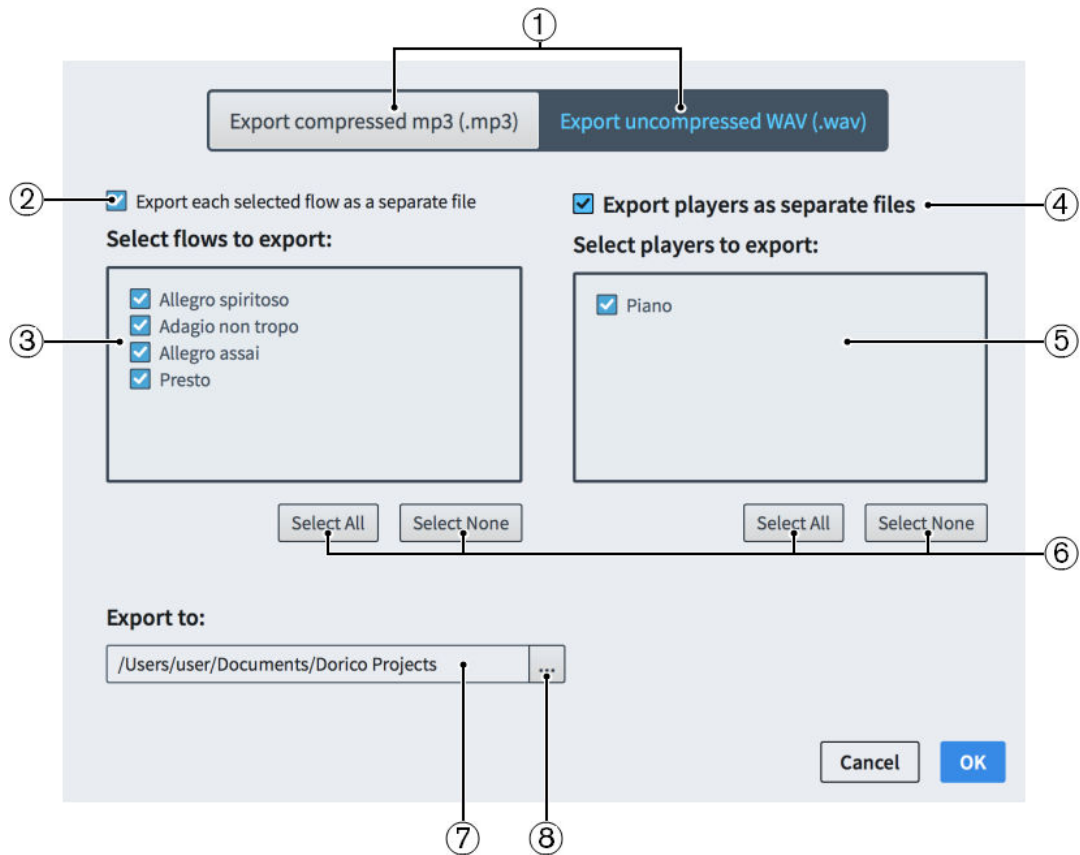 ①
Export compressed mp3 (.mp3) Export uncompressed WAV (.wav)
② Export each selected flow as a separate file
Export players as separate files ④
Select flows to export:
Select players to export:
Allegro spiritoso
Adagio non tropo
③ Allegro assai
Presto
Piano
⑤
Select All Select None Select All Select None
⑥
Export to:
/Users/user/Documents/Dorico Projects ...
Cancel OK
⑦ ⑧